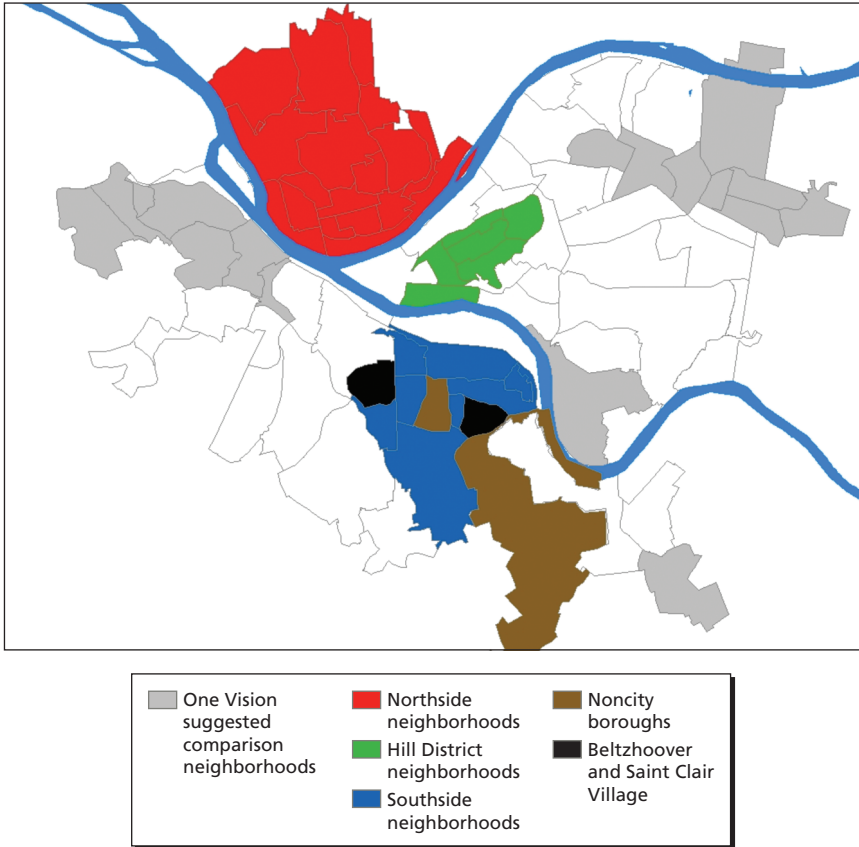 One Vision
suggested
comparison
neighborhoods
Northside
neighborhoods
Hill District
neighborhoods
Southside
neighborhoods
Noncity
boroughs
Beltzhoover
and Saint Clair
Village